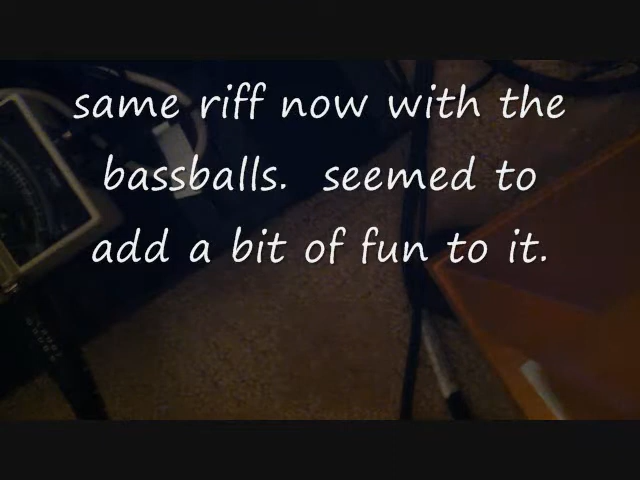 same riff now with the
bassballs.  seemed to
add a bit of fun to it.